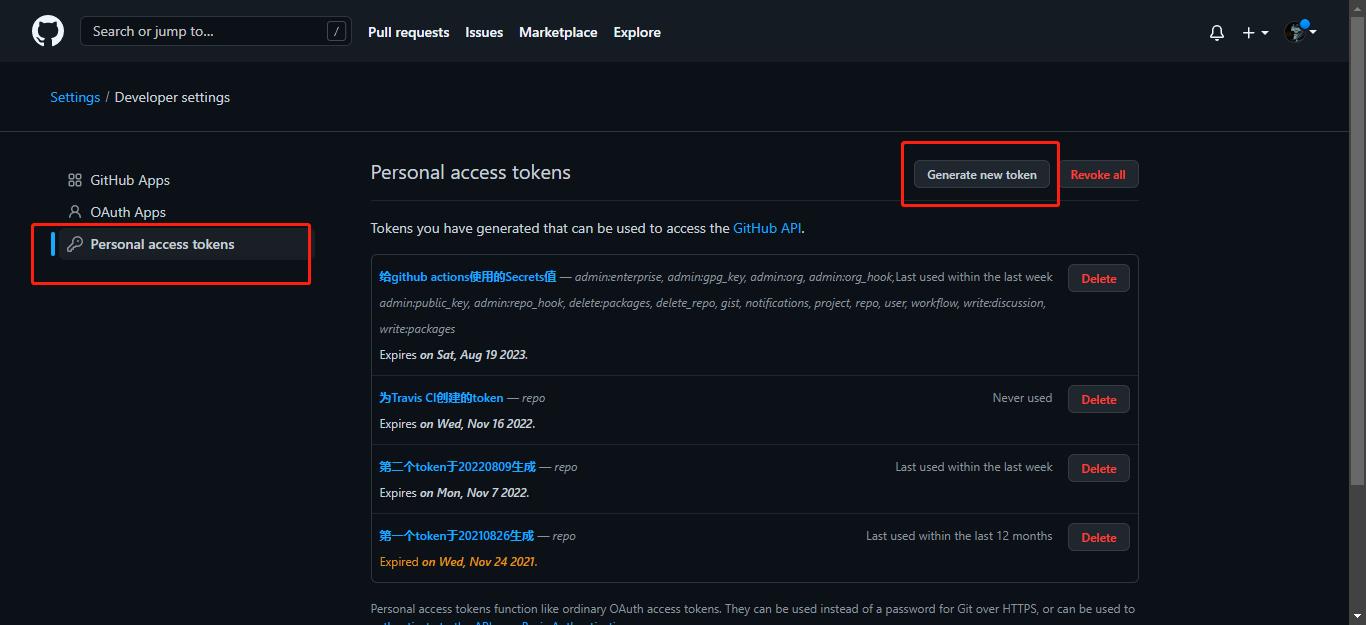 Search or jump to... /
Pull requests Issues Marketplace Explore
Settings / Developer settings
GitHub Apps
OAuth Apps
Personal access tokens
Personal access tokens
Generate new token
Revoke all
Tokens you have generated that can be used to access the GitHub API.
给github actions使用的Secrets值 — admin:enterprise, admin:gpg_key, admin:org, admin:org_hook, Last used within the last week Delete
admin:public_key, admin:repo_hook, delete:packages, delete_repo, gist, notifications, project, repo, user, workflow, write:discussion,
write:packages
Expires on Sat, Aug 19 2023.
为Travis CI创建的token — repo Never used Delete
Expires on Wed, Nov 16 2022.
第二个token于20220809生成 — repo Last used within the last week Delete
Expires on Mon, Nov 7 2022.
第一个token于20210826生成 — repo Last used within the last 12 months Delete
Expired on Wed, Nov 24 2021.
Personal access tokens function like ordinary OAuth access tokens. They can be used instead of a password for Git over HTTPS, or can be used to